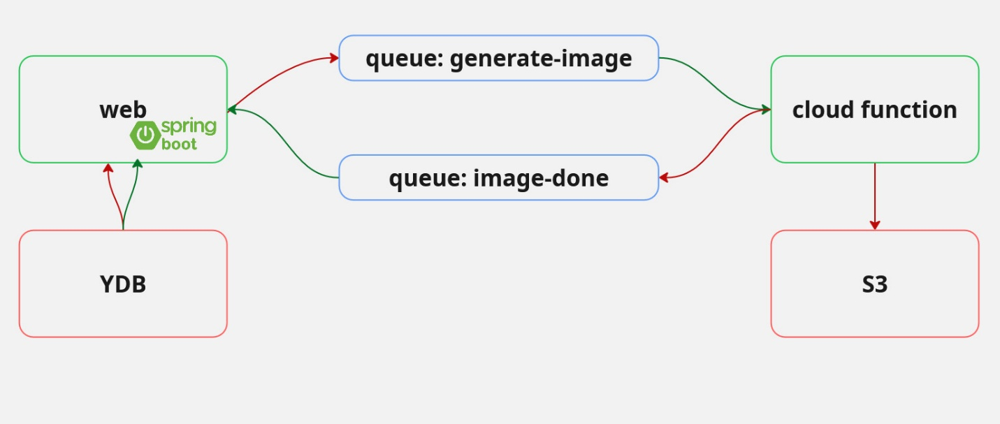 queue: generate-image
web
spring
boot
cloud function
queue: image-done
YDB
S3